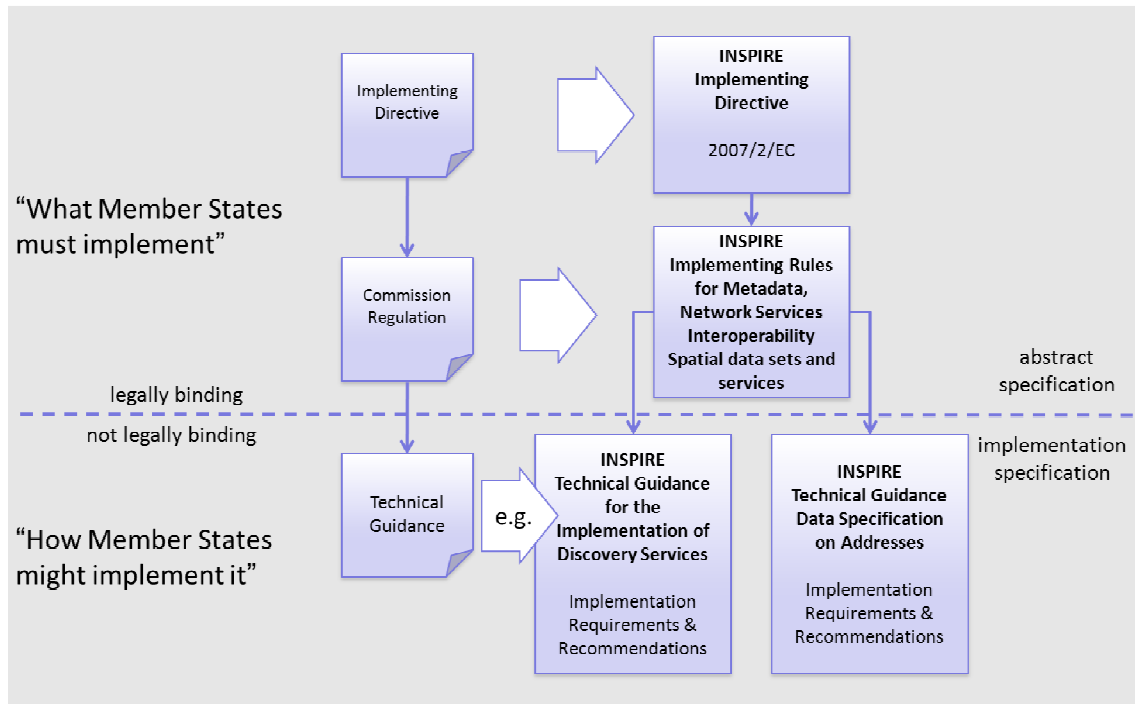 Implementing
Directive
INSPIRE
Implementing
Directive
2007/2/EC
“What Member States
must implement”
Commission
Regulation
INSPIRE
Implementing Rules
for Metadata,
Network Services
Interoperability
Spatial data sets and
services
abstract
specification
legally binding
not legally binding
implementation
specification
“How Member States
might implement it”
Technical
Guidance
e.g.
INSPIRE
Technical Guidance
for the
Implementation of
Discovery Services
Implementation
Requirements &
Recommendations
INSPIRE
Technical Guidance
Data Specification
on Addresses
Implementation
Requirements &
Recommendations